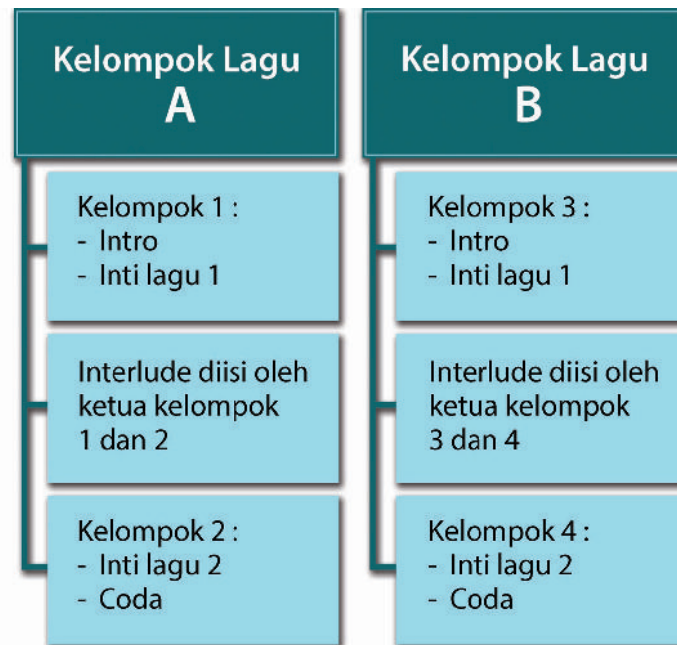 Kelompok Lagu
A
Kelompok 1 :
- Intro
- Inti lagu 1
Interlude diisi oleh
ketua kelompok
1 dan 2
Kelompok 2 :
- Inti lagu 2
- Coda
Kelompok Lagu
B
Kelompok 3 :
- Intro
- Inti lagu 1
Interlude diisi oleh
ketua kelompok
3 dan 4
Kelompok 4 :
- Inti lagu 2
- Coda